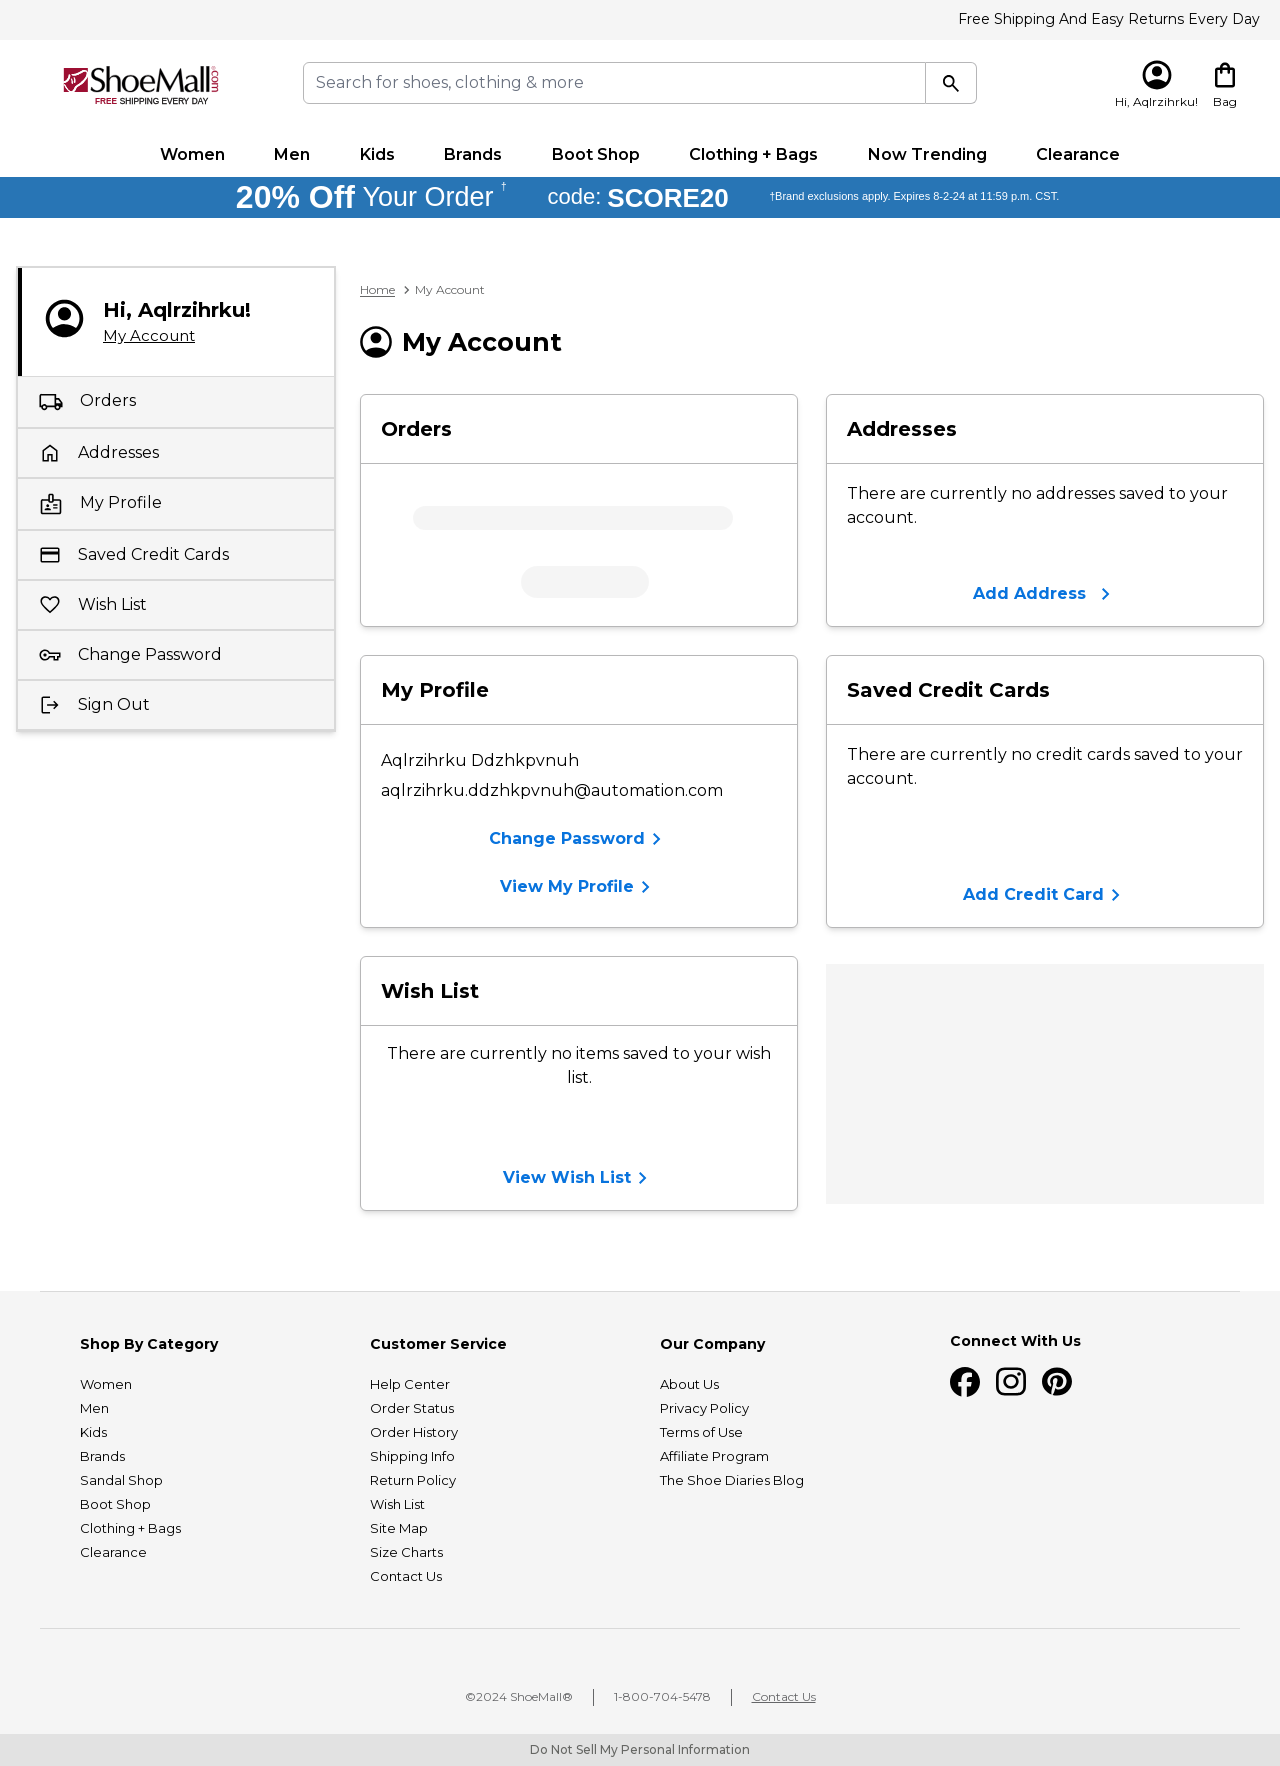 Free Shipping And Easy Returns Every Day
ShoeMall®.com
FREE SHIPPING EVERY DAY
Search for shoes, clothing & more
Hi, Aqlrzihrku!
Bag
Women
Men
Kids
Brands
Boot Shop
Clothing + Bags
Now Trending
Clearance
20% Off Your Order † code: SCORE20 †Brand exclusions apply. Expires 8-2-24 at 11:59 p.m. CST.
Hi, Aqlrzihrku!
My Account
Orders
Addresses
My Profile
Saved Credit Cards
Wish List
Change Password
Sign Out
Home > My Account
My Account
Orders
Addresses
There are currently no addresses saved to your
account.
Add Address
My Profile
Aqlrzihrku Ddzhkpvnuh
aqlrzihrku.ddzhkpvnuh@automation.com
Change Password
View My Profile
Saved Credit Cards
There are currently no credit cards saved to your
account.
Add Credit Card
Wish List
There are currently no items saved to your wish
list.
View Wish List
Shop By Category
Women
Men
Kids
Brands
Sandal Shop
Boot Shop
Clothing + Bags
Clearance
Customer Service
Help Center
Order Status
Order History
Shipping Info
Return Policy
Wish List
Site Map
Size Charts
Contact Us
Our Company
About Us
Privacy Policy
Terms of Use
Affiliate Program
The Shoe Diaries Blog
Connect With Us
©2024 ShoeMall®
1-800-704-5478
Contact Us
Do Not Sell My Personal Information